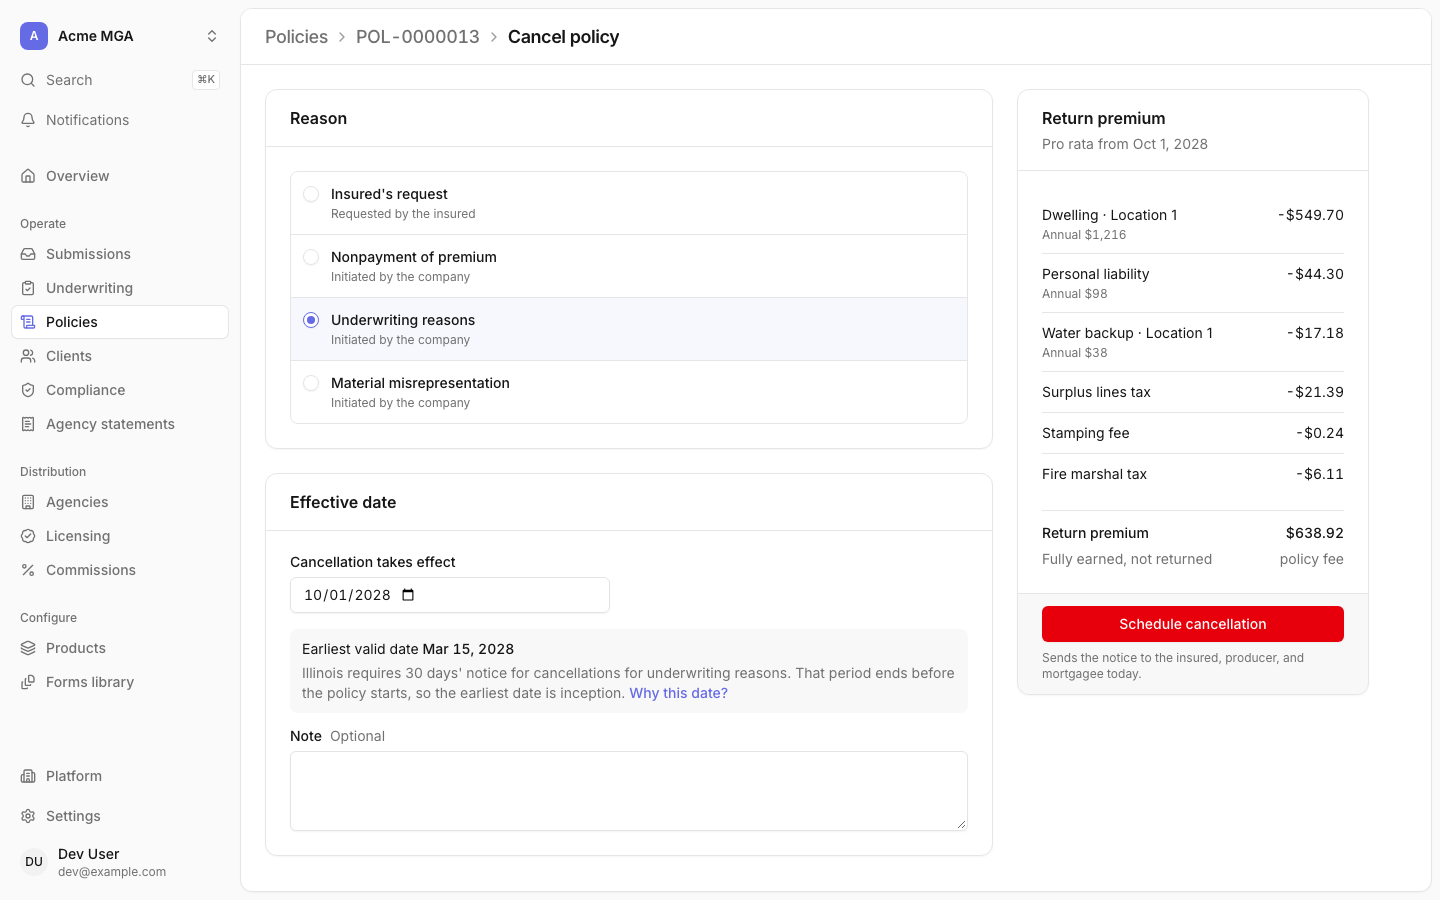 A
Acme MGA
Search
⌘K
Notifications
Overview
Operate
Submissions
Underwriting
Policies
Clients
Compliance
Agency statements
Distribution
Agencies
Licensing
Commissions
Configure
Products
Forms library
Platform
Settings
DU
Dev User
dev@example.com
Policies > POL-0000013 > Cancel policy
Reason
Insured's request
Requested by the insured
Nonpayment of premium
Initiated by the company
Underwriting reasons
Initiated by the company
Material misrepresentation
Initiated by the company
Effective date
Cancellation takes effect
10/01/2028
Earliest valid date Mar 15, 2028
Illinois requires 30 days' notice for cancellations for underwriting reasons. That period ends before
the policy starts, so the earliest date is inception. Why this date?
Note Optional
Return premium
Pro rata from Oct 1, 2028
Dwelling · Location 1 -$549.70
Annual $1,216
Personal liability -$44.30
Annual $98
Water backup · Location 1 -$17.18
Annual $38
Surplus lines tax -$21.39
Stamping fee -$0.24
Fire marshal tax -$6.11
Return premium $638.92
Fully earned, not returned policy fee
Schedule cancellation
Sends the notice to the insured, producer, and
mortgagee today.